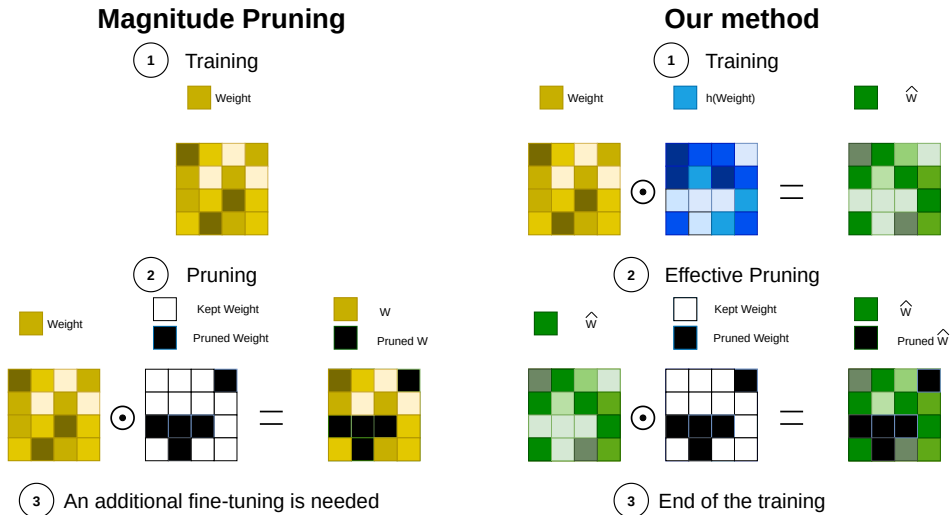 Magnitude Pruning
1 Training
Weight
2 Pruning
Weight
Kept Weight
Pruned Weight
W
Pruned W
3 An additional fine-tuning is needed
Our method
1 Training
Weight
h(Weight)
Ŵ
2 Effective Pruning
Ŵ
Kept Weight
Pruned Weight
Ŵ
Pruned Ŵ
3 End of the training